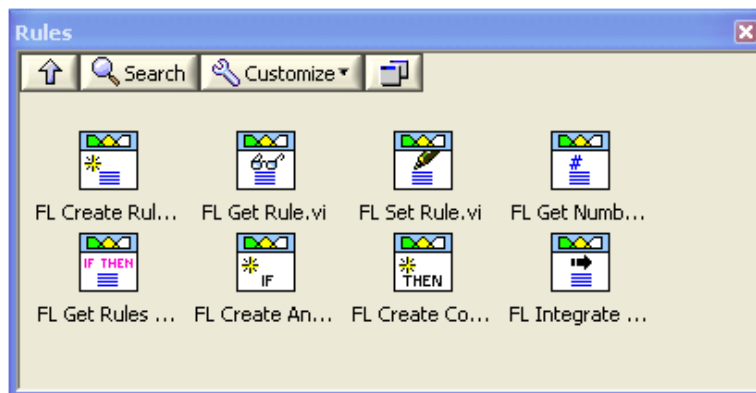 Rules
Search Customize
#
FL Create Rul... FL Get Rule.vi FL Set Rule.vi FL Get Numb...
IF THEN IF THEN
FL Get Rules ... FL Create An... FL Create Co... FL Integrate ...